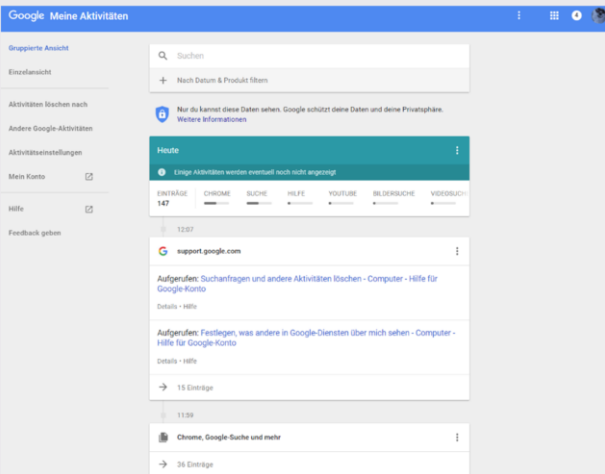 Google Meine Aktivitäten
4
Gruppierte Ansicht
Einzelansicht
Aktivitäten löschen nach
Andere Google-Aktivitäten
Aktivitätseinstellungen
Mein Konto
Hilfe
Feedback geben
Suchen
Nach Datum & Produkt filtern
Nur du kannst diese Daten sehen. Google schützt deine Daten und deine Privatsphäre.
Weitere Informationen
Heute
Einige Aktivitäten werden eventuell noch nicht angezeigt
EINTRÄGE CHROME SUCHE HILFE YOUTUBE BILDERSUCHE VIDEOSUCH
147
12:07
support.google.com
Aufgerufen: Suchanfragen und andere Aktivitäten löschen - Computer - Hilfe für
Google-Konto
Details • Hilfe
Aufgerufen: Festlegen, was andere in Google-Diensten über mich sehen - Computer -
Hilfe für Google-Konto
Details • Hilfe
15 Einträge
11:59
Chrome, Google-Suche und mehr
36 Einträge